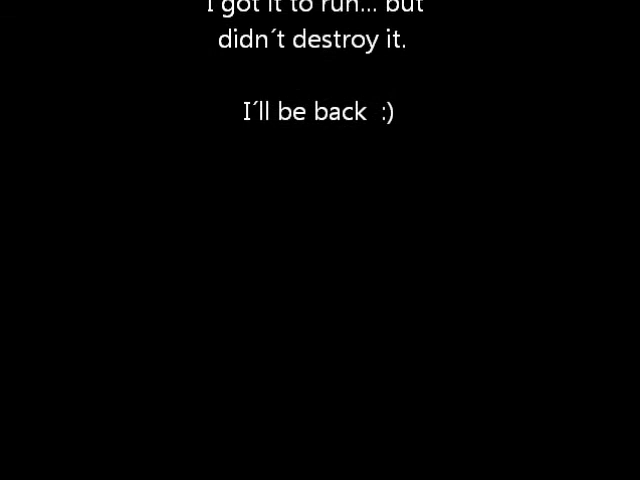 I got it to run... but
didn´t destroy it.
I´ll be back  :)